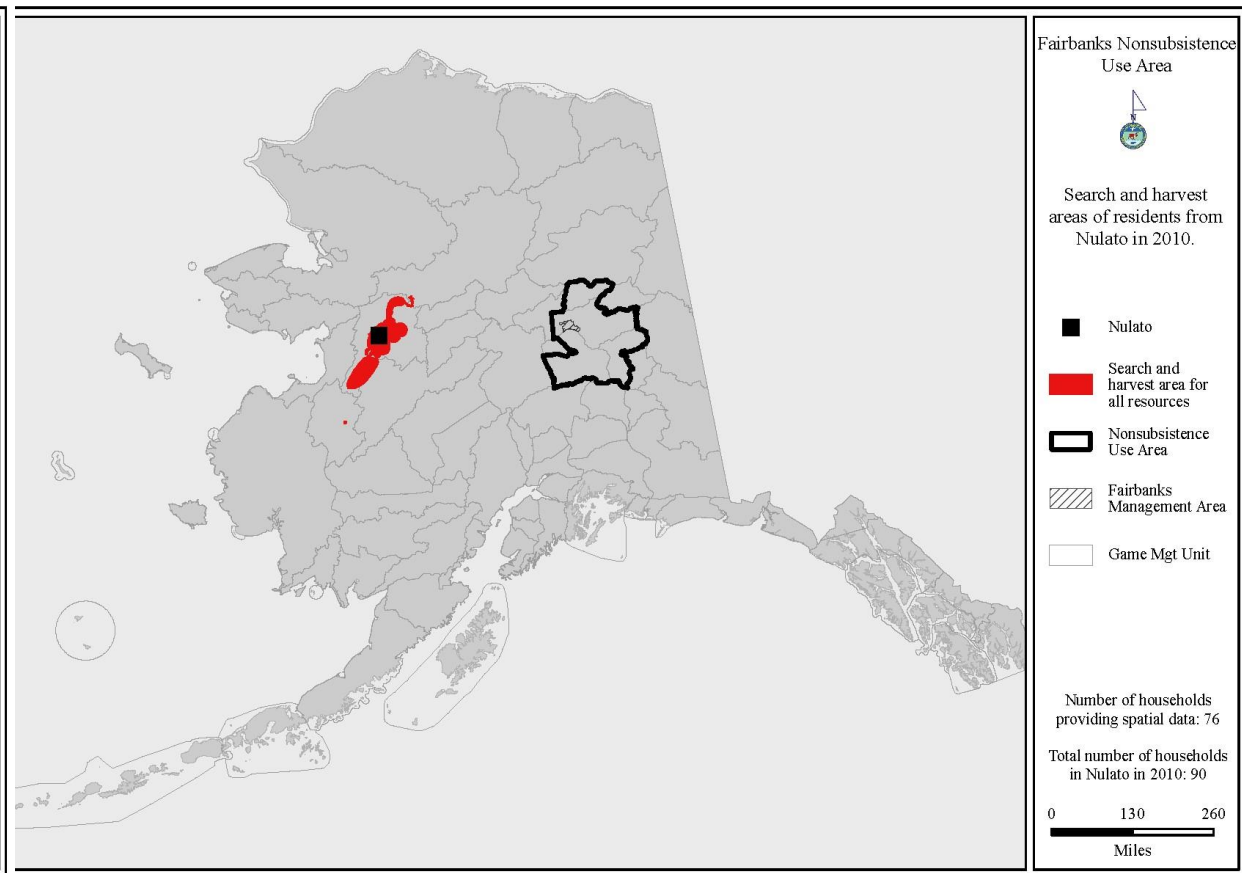 Fairbanks Nonsubsistence
Use Area
N
Search and harvest
areas of residents from
Nulato in 2010.
Nulato
Search and
harvest area for
all resources
Nonsubsistence
Use Area
Fairbanks
Management Area
Game Mgt Unit
Number of households
providing spatial data: 76
Total number of households
in Nulato in 2010: 90
0 130 260
Miles